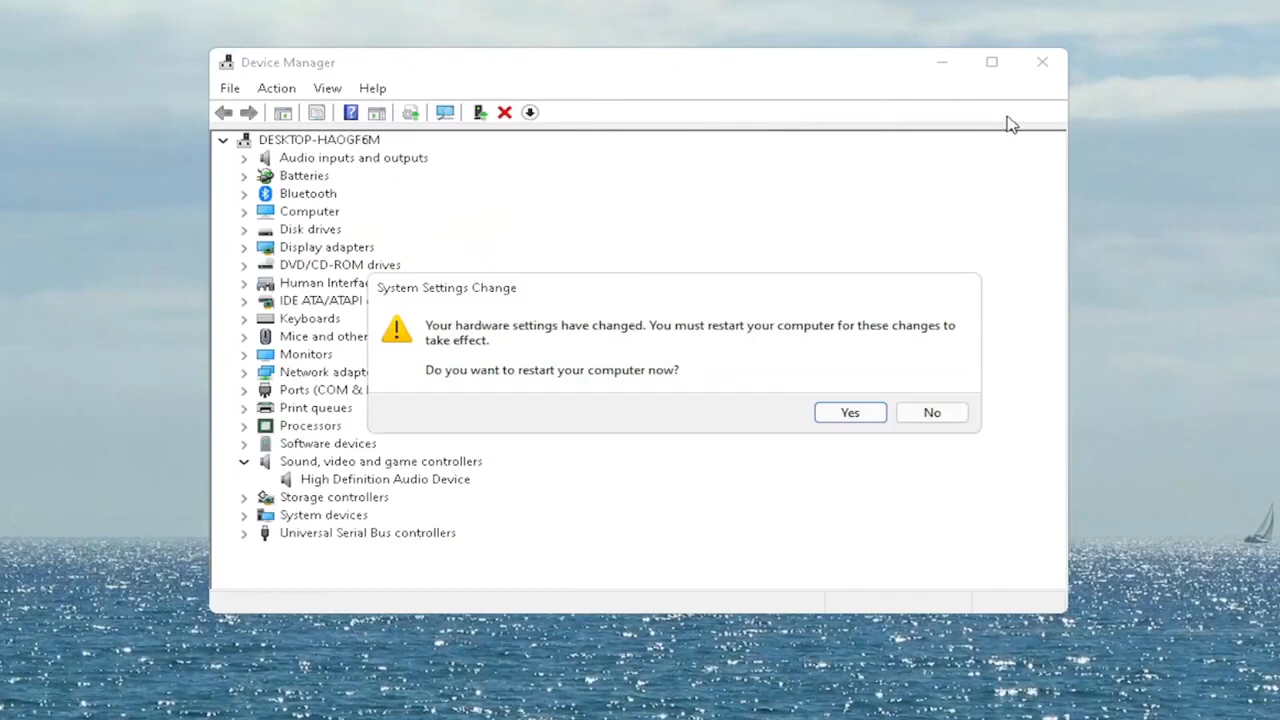 Device Manager
File Action View Help
DESKTOP-HAOGF6M
Audio inputs and outputs
Batteries
Bluetooth
Computer
Disk drives
Display adapters
DVD/CD-ROM drives
Human Interfa
IDE ATA/ATAPI
Keyboards
Mice and other
Monitors
Network adapt
Ports (COM &
Print queues
Processors
Software devices
Sound, video and game controllers
High Definition Audio Device
Storage controllers
System devices
Universal Serial Bus controllers
System Settings Change
Your hardware settings have changed. You must restart your computer for these changes to
take effect.
Do you want to restart your computer now?
Yes No